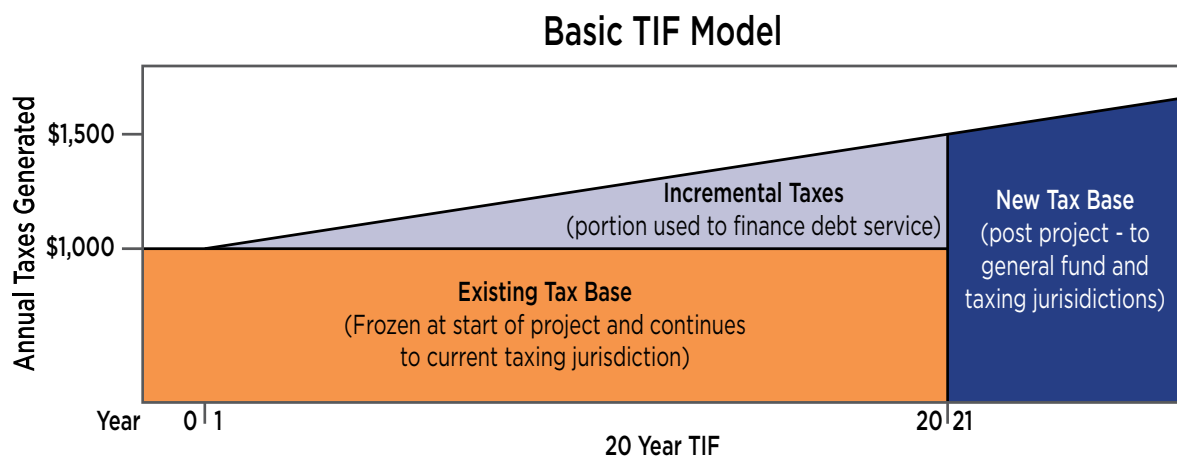 Basic TIF Model
Annual Taxes Generated
$1,500
$1,000
Incremental Taxes
(portion used to finance debt service)
Existing Tax Base
(Frozen at start of project and continues
to current taxing jurisdiction)
New Tax Base
(post project - to
general fund and
taxing jurisidictions)
Year 0 1 20 21
20 Year TIF